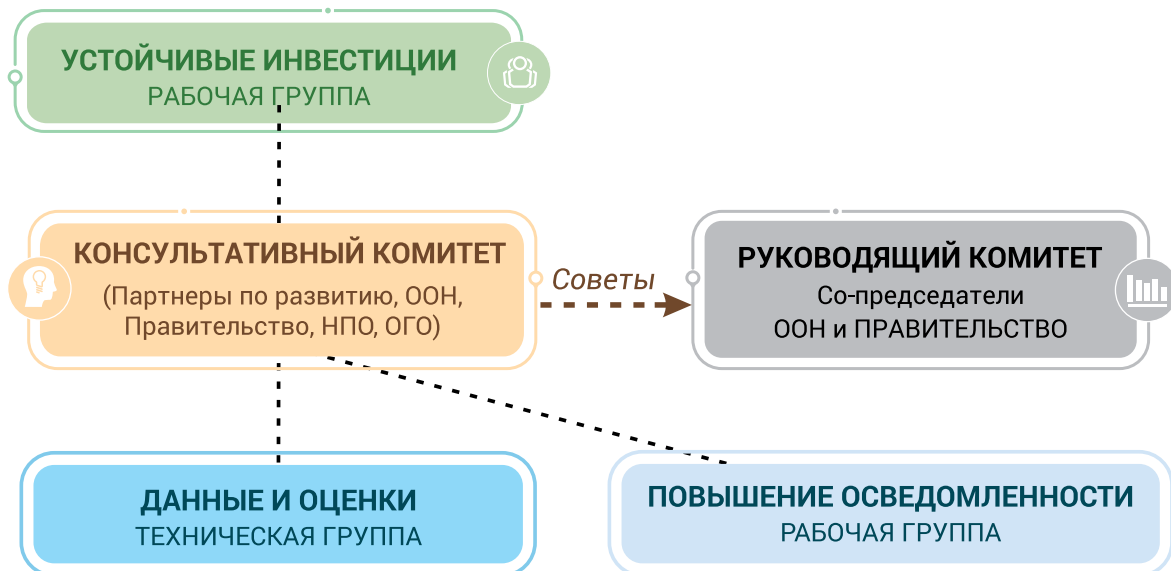 УСТОЙЧИВЫЕ ИНВЕСТИЦИИ
РАБОЧАЯ ГРУППА
КОНСУЛЬТАТИВНЫЙ КОМИТЕТ
(Партнеры по развитию, ООН,
Правительство, НПО, ОГО)
Советы
РУКОВОДЯЩИЙ КОМИТЕТ
Со-председатели
ООН и ПРАВИТЕЛЬСТВО
ДАННЫЕ И ОЦЕНКИ
ТЕХНИЧЕСКАЯ ГРУППА
ПОВЫШЕНИЕ ОСВЕДОМЛЕННОСТИ
РАБОЧАЯ ГРУППА